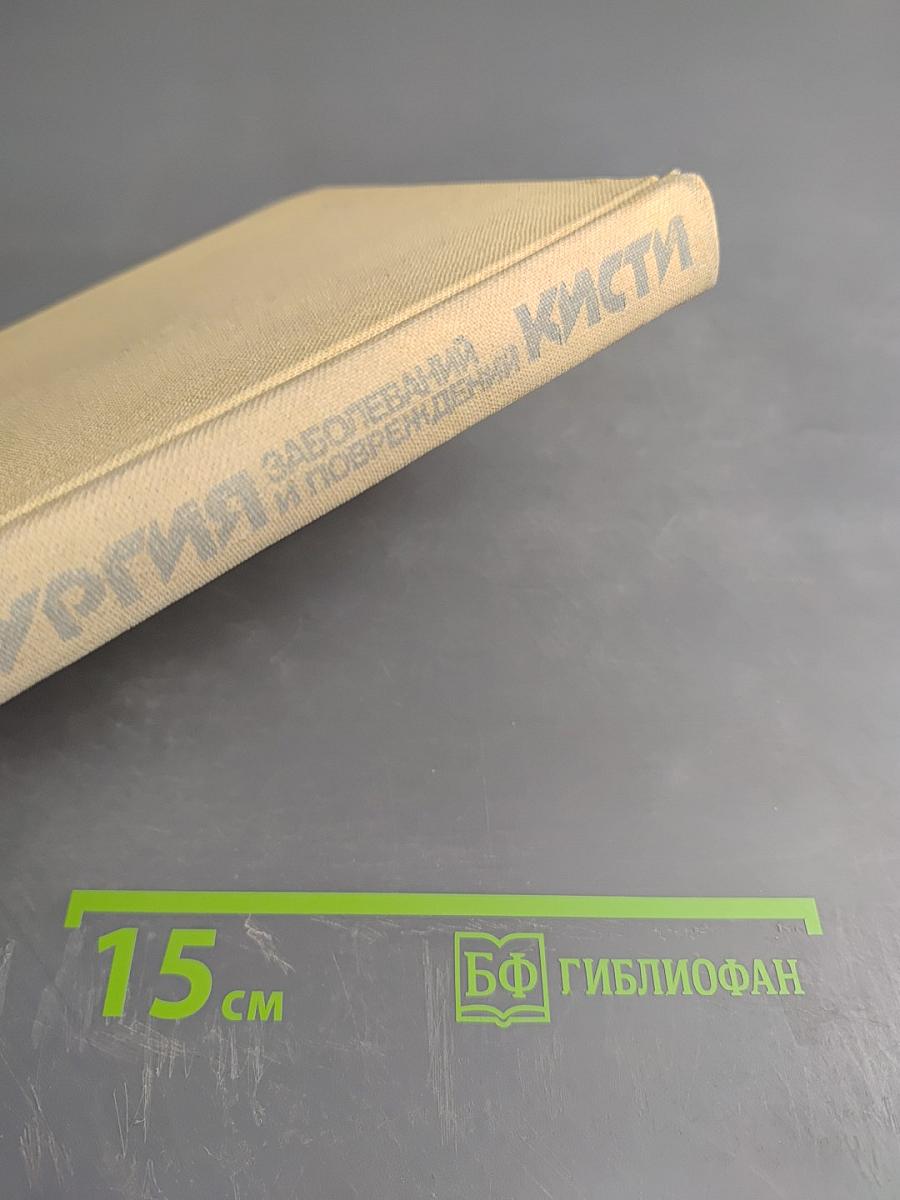 УРГИЯ
ЗАБОЛЕВАНИЙ
И ПОВРЕЖДЕНИЙ
КИСТИ
15 см
БФ ГИБЛИОФАН